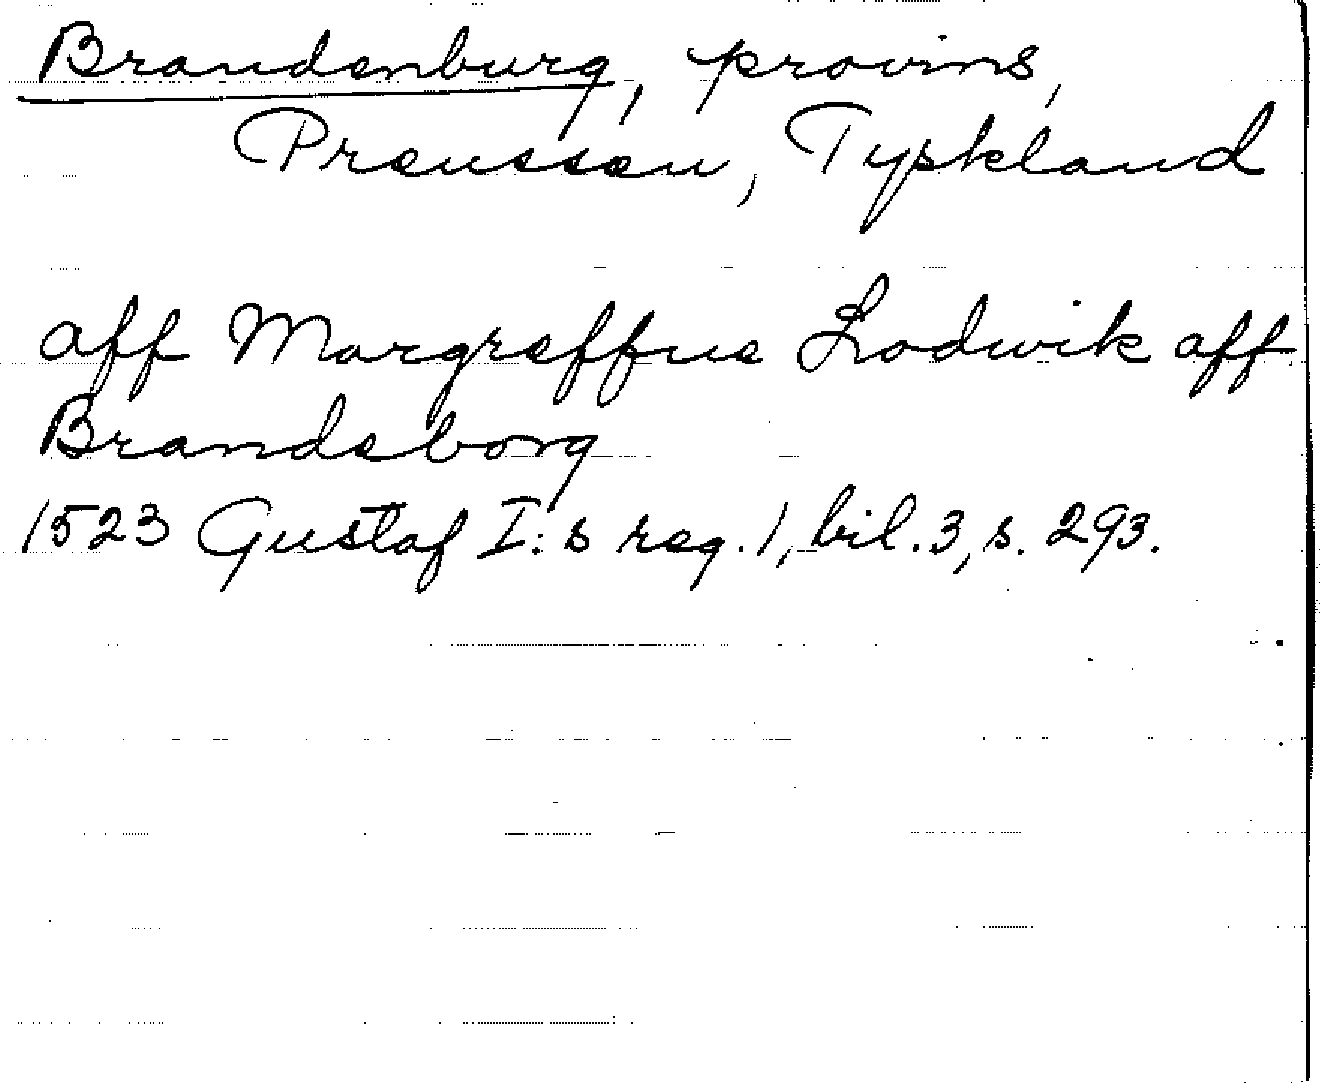 Brandenburg, provins,
Preussen, Tyskland
aff Margreffue Lodwik aff
Brandeborg
1523 Gustaf I:s reg. 1, bil. 3, s. 293.